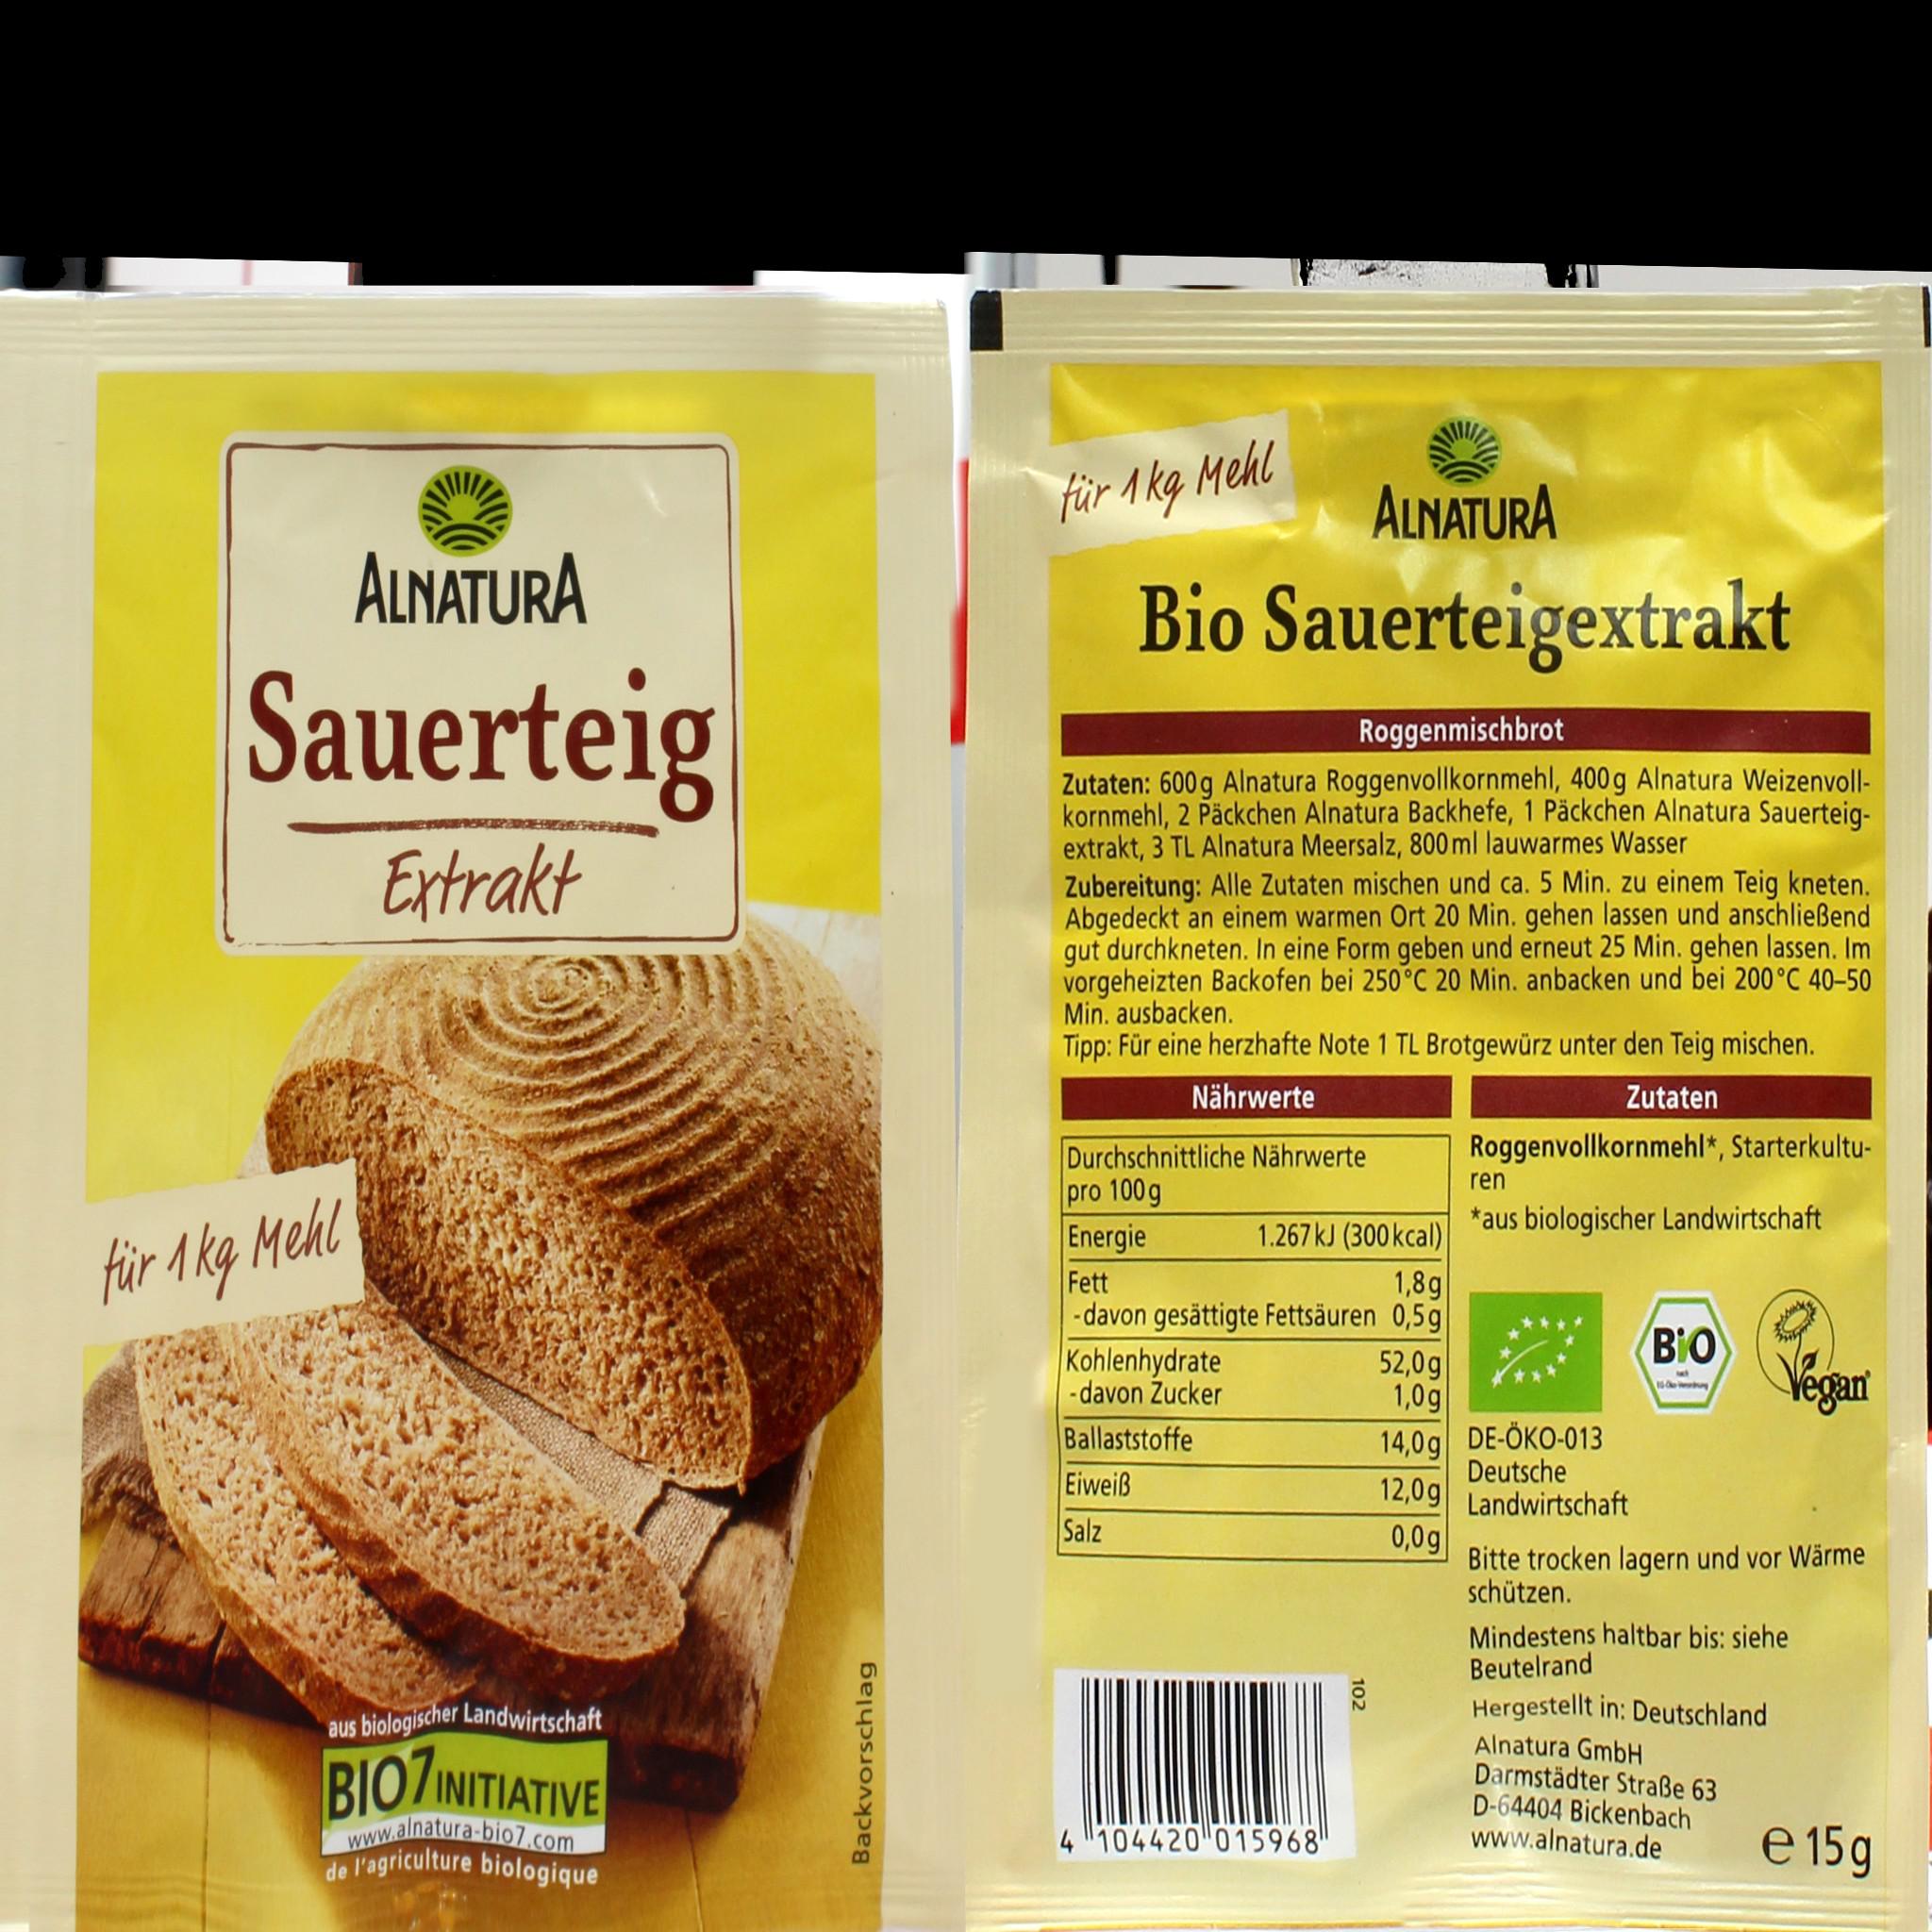 ALNATURA
Sauerteig
Extrakt
für 1 kg Mehl
aus biologischer Landwirtschaft
BIO7 INITIATIVE
www.alnatura-bio7.com
de l'agriculture biologique
Backvorschlag
für 1 kg Mehl
ALNATURA
Bio Sauerteigextrakt
Roggenmischbrot
Zutaten: 600g Alnatura Roggenvollkornmehl, 400g Alnatura Weizenvoll-
kornmehl, 2 Päckchen Alnatura Backhefe, 1 Päckchen Alnatura Sauerteig-
extrakt, 3 TL Alnatura Meersalz, 800ml lauwarmes Wasser
Zubereitung: Alle Zutaten mischen und ca. 5 Min. zu einem Teig kneten.
Abgedeckt an einem warmen Ort 20 Min. gehen lassen und anschließend
gut durchkneten. In eine Form geben und erneut 25 Min. gehen lassen. Im
vorgeheizten Backofen bei 250°C 20 Min. anbacken und bei 200°C 40–50
Min. ausbacken.
Tipp: Für eine herzhafte Note 1 TL Brotgewürz unter den Teig mischen.
Nährwerte
Durchschnittliche Nährwerte
pro 100g
Energie 1.267 kJ (300 kcal)
Fett 1,8g
-davon gesättigte Fettsäuren 0,5g
Kohlenhydrate 52,0g
-davon Zucker 1,0g
Ballaststoffe 14,0g
Eiweiß 12,0g
Salz 0,0g
Zutaten
Roggenvollkornmehl*, Starterkultu-
ren
*aus biologischer Landwirtschaft
BiO
nach
EG-Öko-Verordnung
Vegan
DE-ÖKO-013
Deutsche
Landwirtschaft
Bitte trocken lagern und vor Wärme
schützen.
Mindestens haltbar bis: siehe
Beutelrand
Hergestellt in: Deutschland
Alnatura GmbH
Darmstädter Straße 63
D-64404 Bickenbach
www.alnatura.de
e 15g
102
4 104420 015968